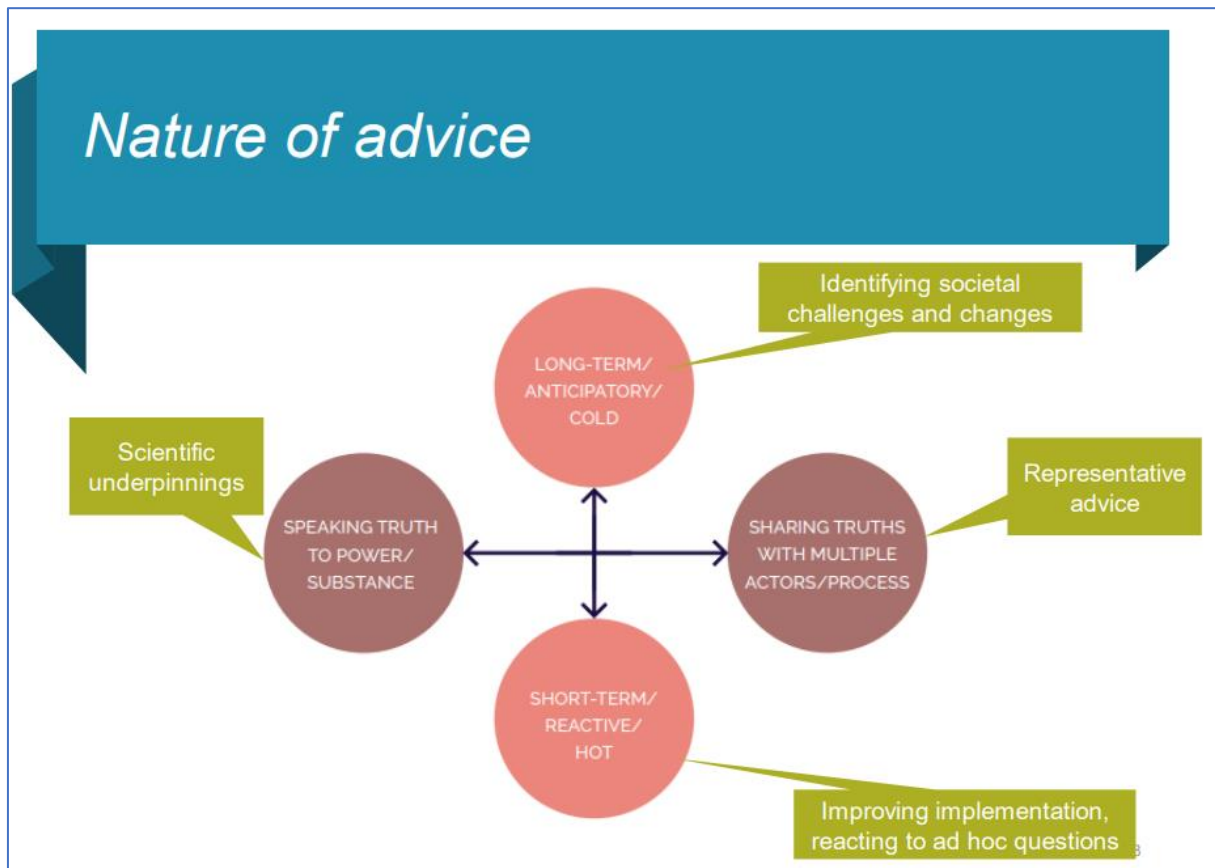 Nature of advice
Identifying societal
challenges and changes
LONG-TERM/
ANTICIPATORY/
COLD
Scientific
underpinnings
SPEAKING TRUTH
TO POWER/
SUBSTANCE
SHARING TRUTHS
WITH MULTIPLE
ACTORS/PROCESS
Representative
advice
SHORT-TERM/
REACTIVE/
HOT
Improving implementation,
reacting to ad hoc questions